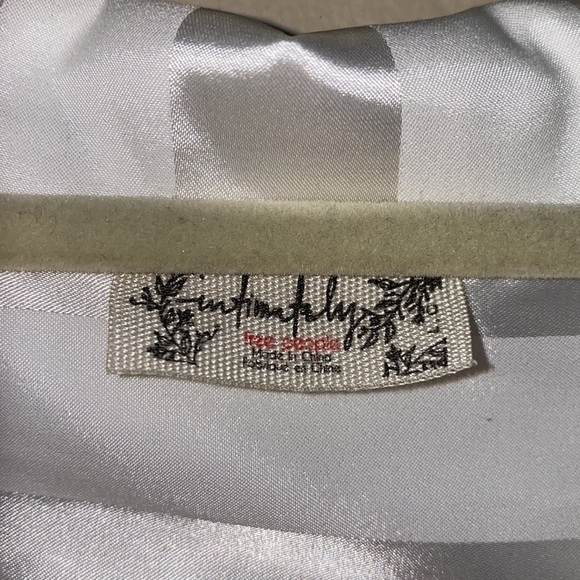 intimately
free people
Made in China
Fabriqué en Chine